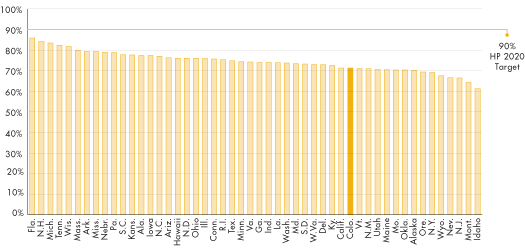 100%
90%
80%
70%
60%
50%
40%
30%
20%
10%
0%
90%
HP 2020
Target
Fla.
N.H.
Mich.
Tenn.
Wis.
Mass.
Ark.
Miss.
Nebr.
Pa.
S.C.
Kans.
Ala.
Iowa
N.C.
Ariz.
Hawaii
N.D.
Ohio
Ill.
Conn.
R.I.
Tex.
Minn.
Va.
Ga.
Ind.
La.
Wash.
Md.
S.D.
W.Va.
Del.
Ky.
Calif.
Colo.
Vt.
N.M.
Utah
Maine
Mo.
Okla.
Alaska
Ore.
N.Y.
Wyo.
Nev.
N.J.
Mont.
Idaho